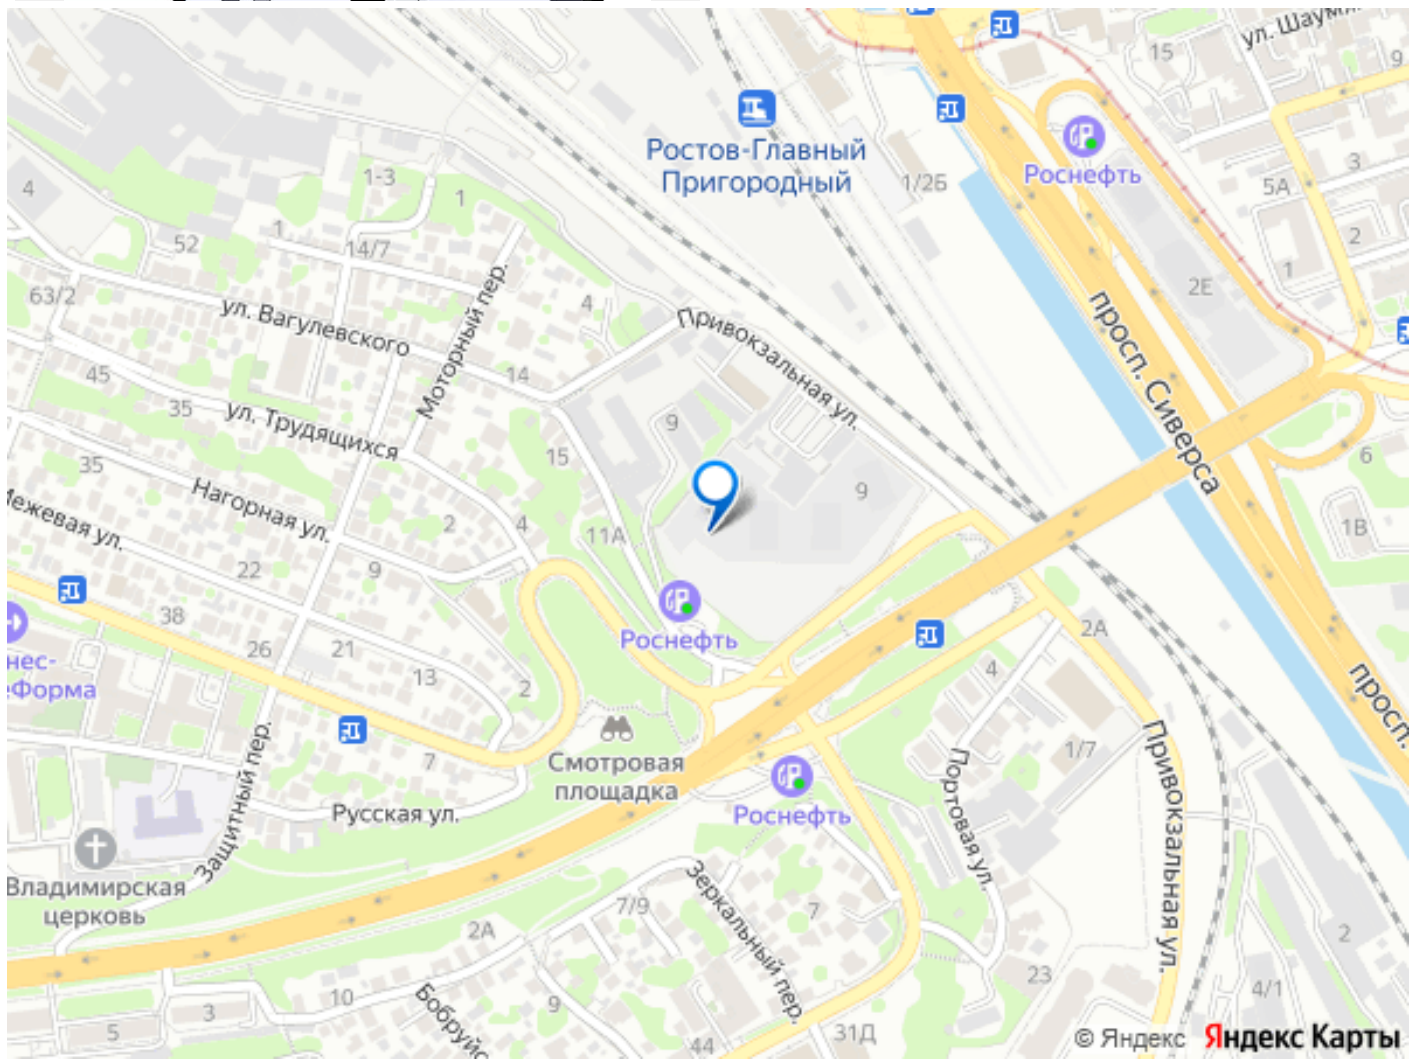 ул. Шаумя
15
9
Ростов-Главный
Пригородный
1/2Б
Роснефть
3
5А
2
1
2Е
4
1-3
1
52
1
14/7
63/2
ул. Вагулевского
Моторный пер.
4
Привокзальная ул.
14
45
35
ул. Трудящихся
9
15
35
Нагорная ул.
Межевая ул.
2
4
11А
9
просп. Сиверса
6
1В
22
9
38
26
21
13
2
Роснефть
2А
4
нес-
Форма
Защитный пер.
7
Смотровая
площадка
Русская ул.
Роснефть
Портовая ул.
1/7
Привокзальная ул.
просп.
Владимирская
церковь
Зеркальный пер.
7/9
7
2А
10
Бобруйс
9
3
5
44
31Д
23
4/1
2
© Яндекс Яндекс Карты